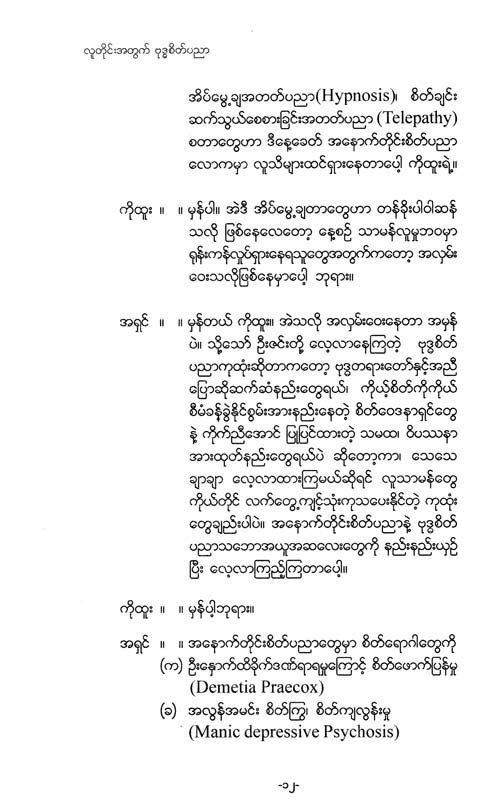 လူတိုင်းအတွက် ဗုဒ္ဓစိတ်ပညာ
အိပ်မွေ့ချအတတ်ပညာ(Hypnosis)၊ စိတ်ချင်း
ဆက်သွယ်စေစားခြင်းအတတ်ပညာ (Telepathy)
စတာတွေဟာ ဒီနေ့ခေတ် အနောက်တိုင်းစိတ်ပညာ
လောကမှာ လူသိများထင်ရှားနေတာပေါ့ ကိုထူးရဲ့။
ကိုထူး ။ ။ မှန်ပါ။ အဲဒီ အိပ်မွေ့ချတာတွေဟာ တန်ခိုးပါဝါဆန်
သလို ဖြစ်နေလေတော့ နေ့စဉ် သာမန်လူမှုဘဝမှာ
ရုန်းကန်လှုပ်ရှားနေရသူတွေအတွက်ကတော့ အလှမ်း
ဝေးသလိုဖြစ်နေမှာပေါ့ ဘုရား။
အရှင် ။ ။ မှန်တယ် ကိုထူး။ အဲသလို အလှမ်းဝေးနေတာ အမှန်
ပဲ။ သို့သော် ဦးဇင်းတို့ လေ့လာနေကြတဲ့ ဗုဒ္ဓစိတ်
ပညာကုထုံးဆိုတာကတော့ ဗုဒ္ဓတရားတော်နှင့်အညီ
ပြောဆိုဆက်ဆံနည်းတွေရယ်၊ ကိုယ့်စိတ်ကိုကိုယ်
စီမံခန့်ခွဲနိုင်စွမ်းအားနည်းနေတဲ့ စိတ်ဝေဒနာရှင်တွေ
နဲ့ ကိုက်ညီအောင် ပြုပြင်ထားတဲ့ သမထ၊ ဝိပဿနာ
အားထုတ်နည်းတွေရယ်ပဲ ဆိုတော့ကာ၊ သေသေ
ချာချာ လေ့လာထားကြမယ်ဆိုရင် လူသာမန်တွေ
ကိုယ်တိုင် လက်တွေ့ကျင့်သုံးကုသပေးနိုင်တဲ့ ကုထုံး
တွေချည်းပါပဲ။ အနောက်တိုင်းစိတ်ပညာနဲ့ ဗုဒ္ဓစိတ်
ပညာသဘောအယူအဆလေးတွေကို နည်းနည်းယှဉ်
ပြီး လေ့လာကြည့်ကြတာပေါ့။
ကိုထူး ။ ။ မှန်ပါ့ဘုရား။
အရှင် ။ ။ အနောက်တိုင်းစိတ်ပညာတွေမှာ စိတ်ရောဂါတွေကို
(က) ဦးနှောက်ထိခိုက်ဒဏ်ရာရမှုကြောင့် စိတ်ဖောက်ပြန်မှု
(Demetia Praecox)
(ခ) အလွန်အမင်း စိတ်ကြွ၊ စိတ်ကျလွန်းမှု
(Manic depressive Psychosis)
-၁၂-